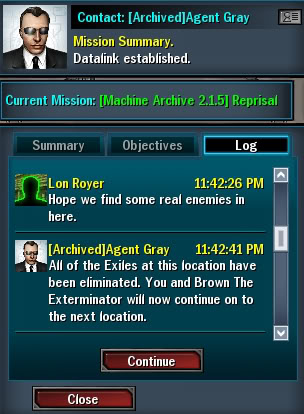 Contact: [Archived]Agent Gray
Mission Summary.
Datalink established.
Current Mission: [Machine Archive 2.1.5] Reprisal
Summary
Objectives
Log
Lon Royer 11:42:26 PM
Hope we find some real enemies in
here.
[Archived]Agent Gray 11:42:41 PM
All of the Exiles at this location have
been eliminated. You and Brown The
Exterminator will now continue on to
the next location.
Continue
Close